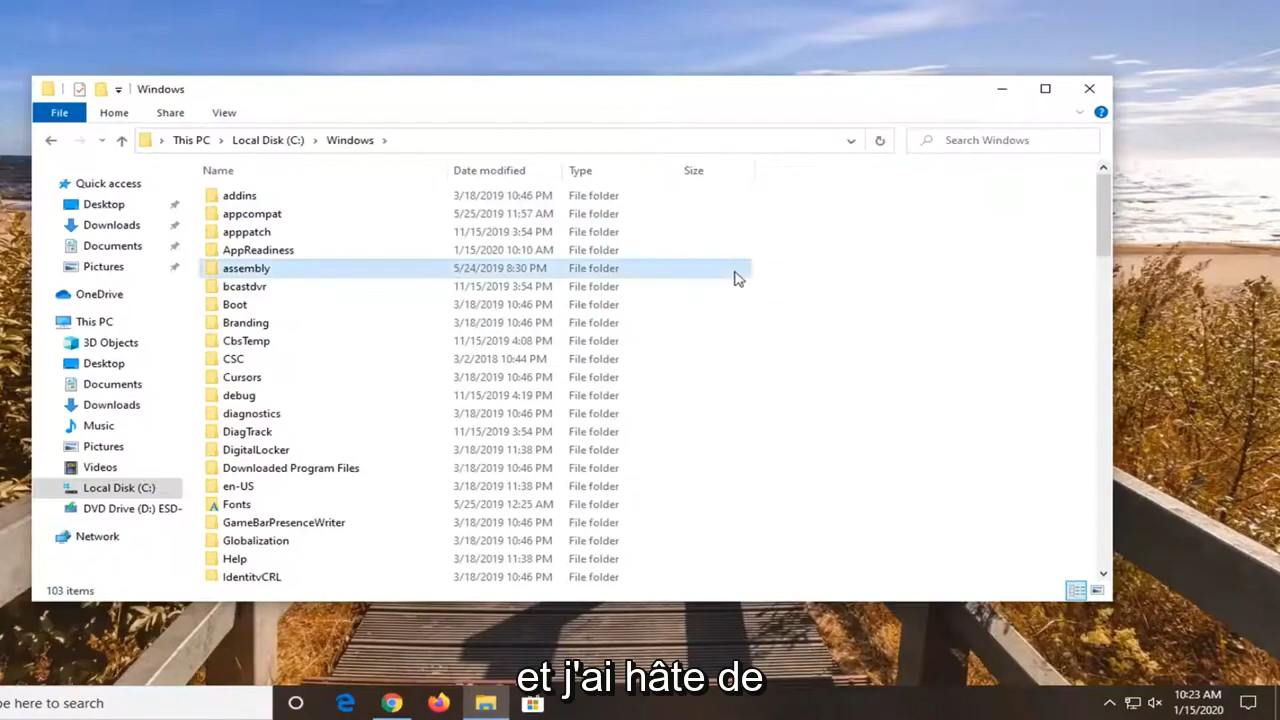 Windows
File Home Share View
This PC Local Disk (C:) Windows
Search Windows
Name Date modified Type Size
Quick access
Desktop
Downloads
Documents
Pictures
OneDrive
This PC
3D Objects
Desktop
Documents
Downloads
Music
Pictures
Videos
Local Disk (C:)
DVD Drive (D:) ESD-
Network
addins 3/18/2019 10:46 PM File folder
appcompat 5/25/2019 11:57 AM File folder
apppatch 11/15/2019 3:54 PM File folder
AppReadiness 1/15/2020 10:10 AM File folder
assembly 5/24/2019 8:30 PM File folder
bcastdvr 11/15/2019 3:54 PM File folder
Boot 3/18/2019 10:46 PM File folder
Branding 3/18/2019 10:46 PM File folder
CbsTemp 11/15/2019 4:08 PM File folder
CSC 3/2/2018 10:44 PM File folder
Cursors 3/18/2019 10:46 PM File folder
debug 11/15/2019 4:19 PM File folder
diagnostics 3/18/2019 10:46 PM File folder
DiagTrack 11/15/2019 3:54 PM File folder
DigitalLocker 3/18/2019 11:38 PM File folder
Downloaded Program Files 3/18/2019 10:46 PM File folder
en-US 3/18/2019 11:38 PM File folder
Fonts 5/25/2019 12:25 AM File folder
GameBarPresenceWriter 3/18/2019 10:46 PM File folder
Globalization 3/18/2019 10:46 PM File folder
Help 3/18/2019 11:38 PM File folder
IdentityCRL 3/18/2019 10:46 PM File folder
103 items
et j'ai hâte de
pe here to search
10:23 AM
1/15/2020